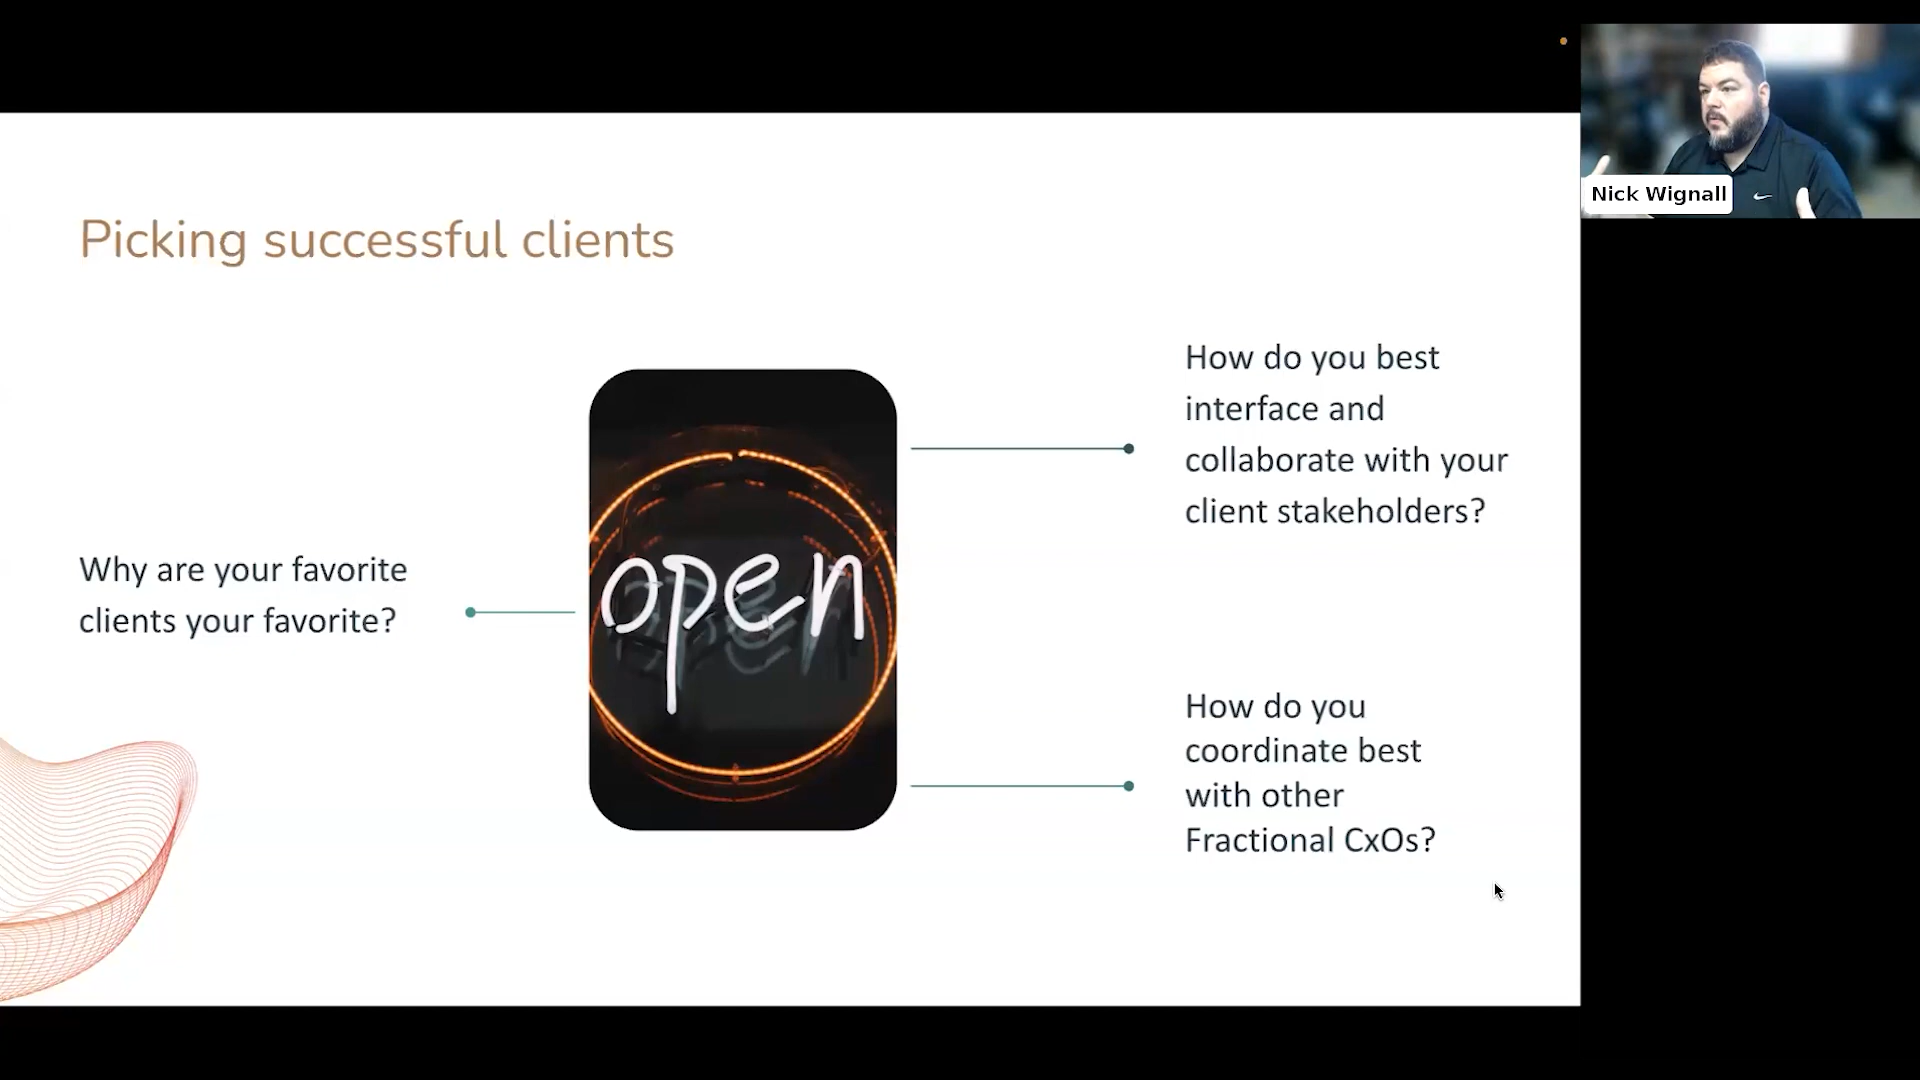 Nick Wignall
Picking successful clients
Why are your favorite
clients your favorite?
open
How do you best
interface and
collaborate with your
client stakeholders?
How do you
coordinate best
with other
Fractional CxOs?